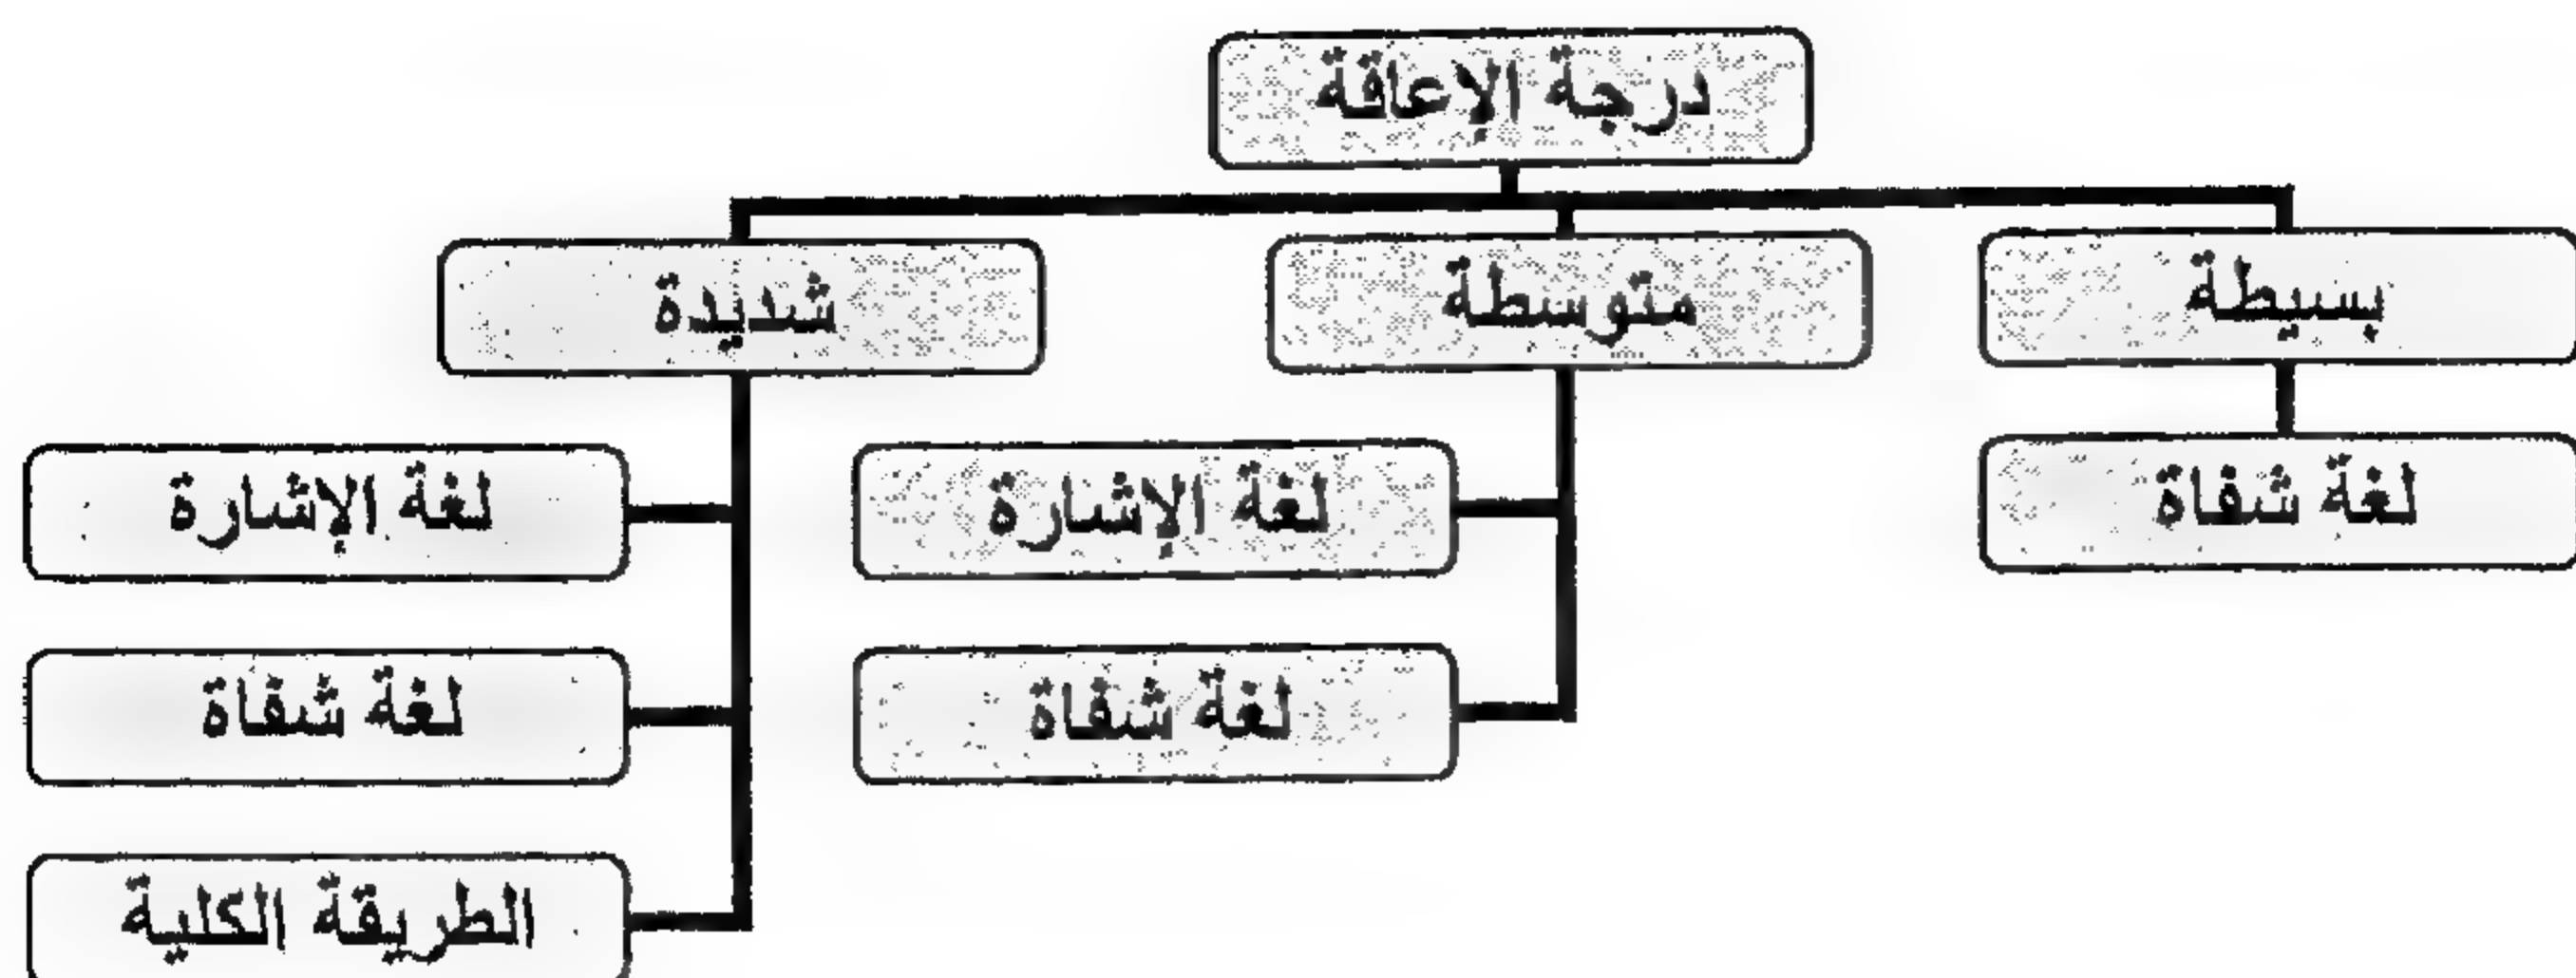 درجة الإعاقة
بسيطة
متوسطة
شديدة
لغة شفاة
لغة الإشارة
لغة شفاة
لغة الإشارة
لغة شفاة
الطريقة الكلية